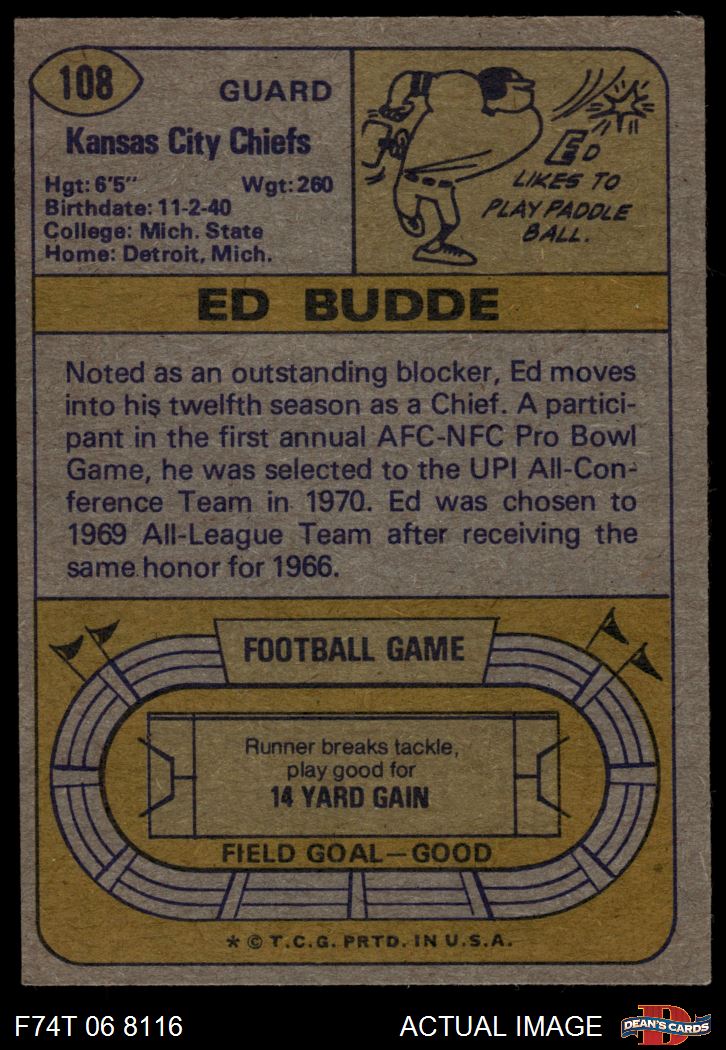 108
GUARD
Kansas City Chiefs
Hgt: 6'5" Wgt: 260
Birthdate: 11-2-40
College: Mich. State
Home: Detroit, Mich.
ED
LIKES TO
PLAY PADDLE
BALL.
ED BUDDE
Noted as an outstanding blocker, Ed moves
into his twelfth season as a Chief. A partici-
pant in the first annual AFC-NFC Pro Bowl
Game, he was selected to the UPI All-Con-
ference Team in 1970. Ed was chosen to
1969 All-League Team after receiving the
same honor for 1966.
FOOTBALL GAME
Runner breaks tackle,
play good for
14 YARD GAIN
FIELD GOAL—GOOD
* © T.C.G. PRTD. IN U.S.A.
F74T 06 8116 ACTUAL IMAGE
D
DEAN'S CARDS